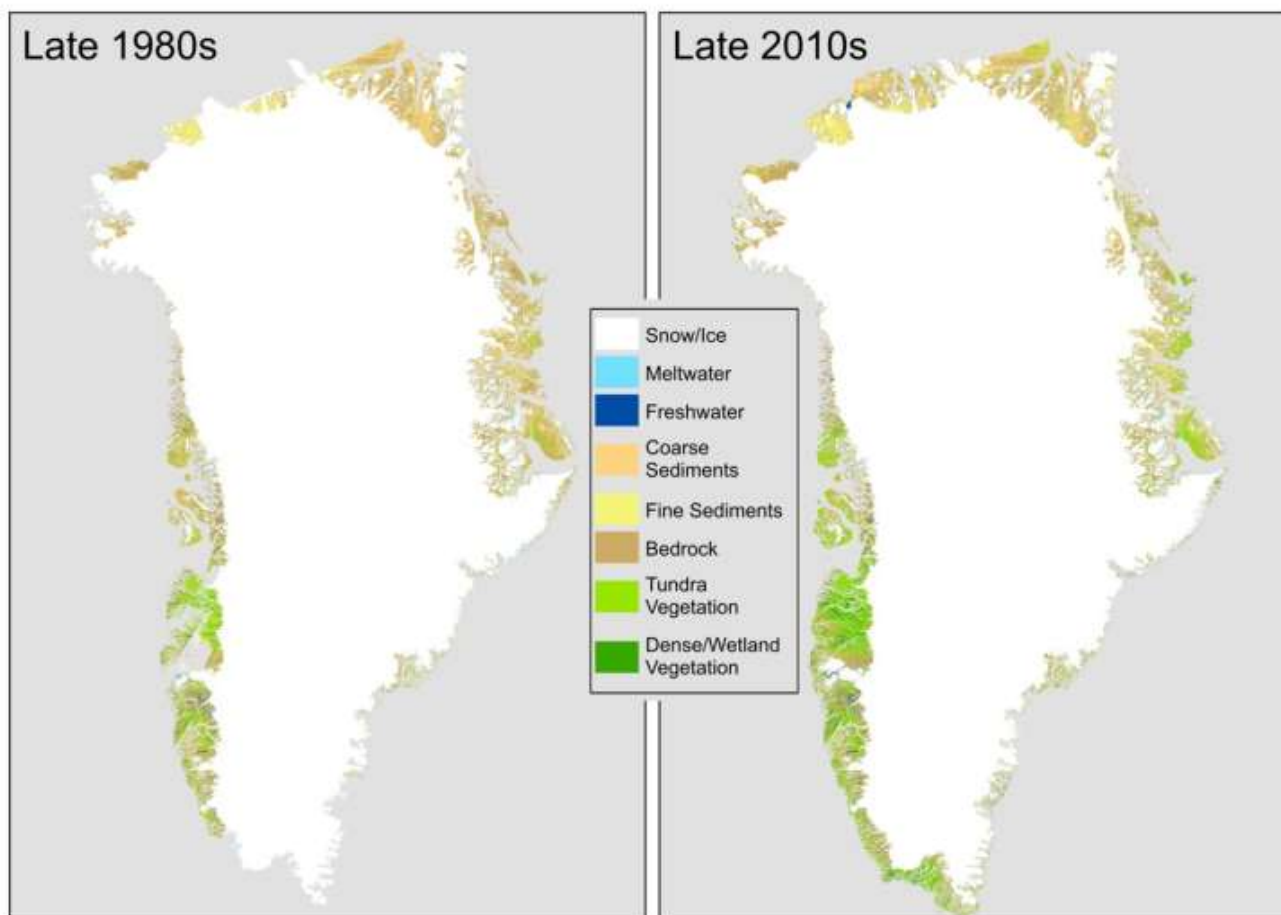 Late 1980s
Late 2010s
Snow/Ice
Meltwater
Freshwater
Coarse
Sediments
Fine Sediments
Bedrock
Tundra
Vegetation
Dense/Wetland
Vegetation